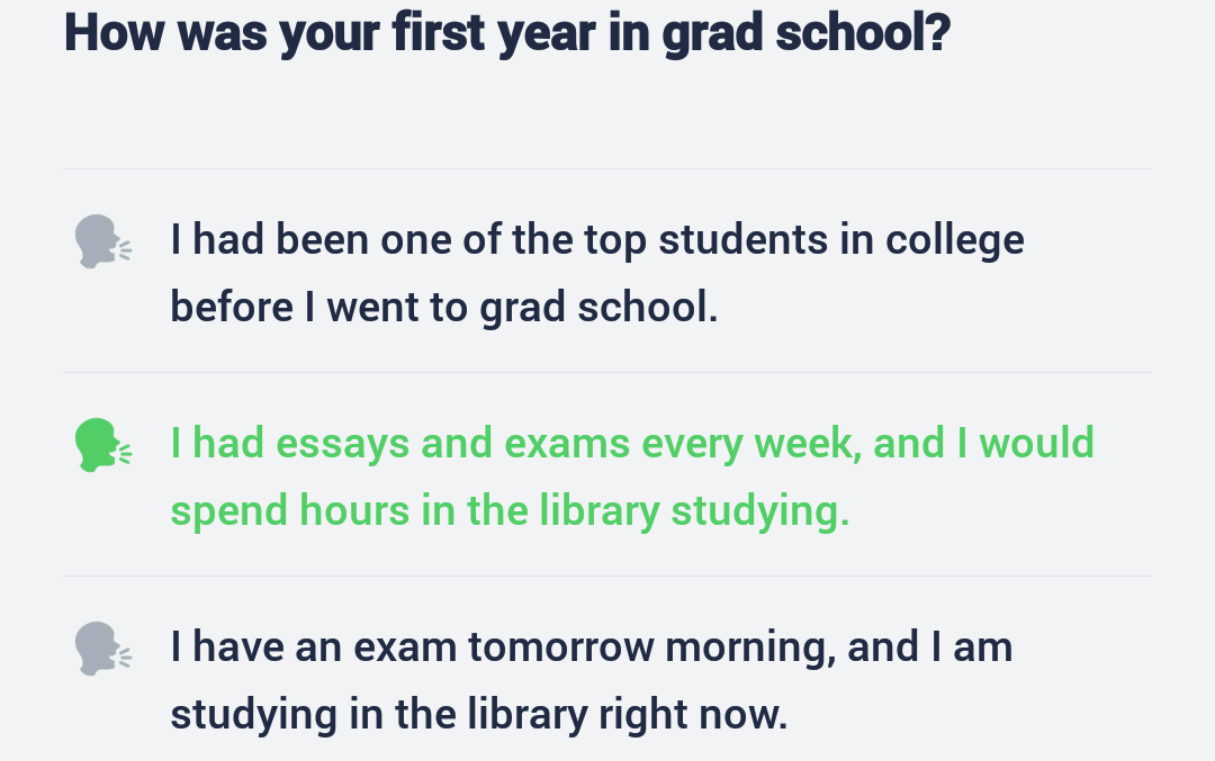 How was your first year in grad school?
I had been one of the top students in college
before I went to grad school.
I had essays and exams every week, and I would
spend hours in the library studying.
I have an exam tomorrow morning, and I am
studying in the library right now.